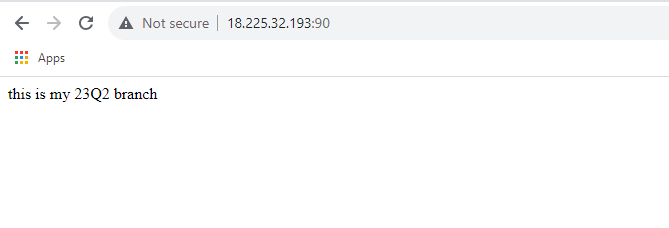 Not secure | 18.225.32.193:90
Apps
this is my 23Q2 branch